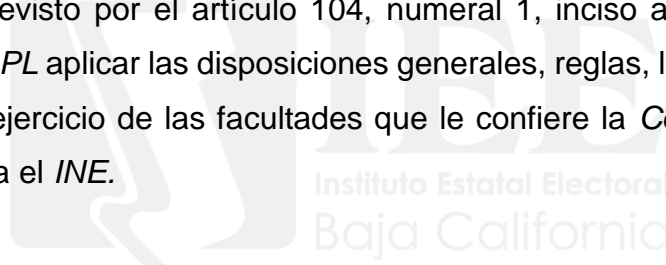 evisto por el artículo 104, numeral 1, inciso a
PL aplicar las disposiciones generales, reglas, l
ejercicio de las facultades que le confiere la C
a el INE.
IEE
Instituto Estatal Electoral
Baja California